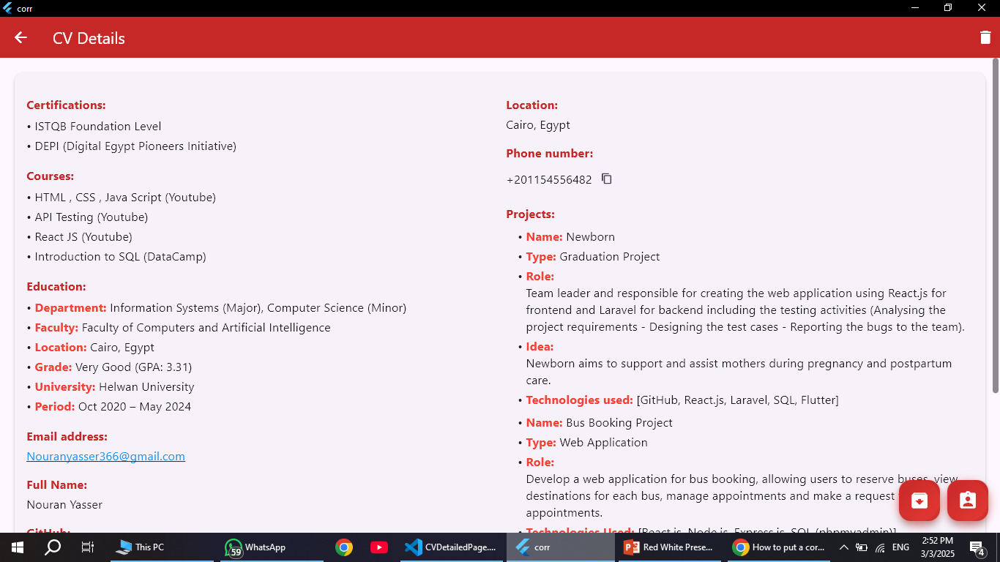 corr
CV Details
Certifications:
• ISTQB Foundation Level
• DEPI (Digital Egypt Pioneers Initiative)
Courses:
• HTML , CSS , Java Script (Youtube)
• API Testing (Youtube)
• React JS (Youtube)
• Introduction to SQL (DataCamp)
Education:
• Department: Information Systems (Major), Computer Science (Minor)
• Faculty: Faculty of Computers and Artificial Intelligence
• Location: Cairo, Egypt
• Grade: Very Good (GPA: 3.31)
• University: Helwan University
• Period: Oct 2020 – May 2024
Email address:
Nouranyasser366@gmail.com
Full Name:
Nouran Yasser
GitHub:
Location:
Cairo, Egypt
Phone number:
+201154556482
Projects:
• Name: Newborn
• Type: Graduation Project
• Role:
Team leader and responsible for creating the web application using React.js for
frontend and Laravel for backend including the testing activities (Analysing the
project requirements - Designing the test cases - Reporting the bugs to the team).
• Idea:
Newborn aims to support and assist mothers during pregnancy and postpartum
care.
• Technologies used: [GitHub, React.js, Laravel, SQL, Flutter]
• Name: Bus Booking Project
• Type: Web Application
• Role:
Develop a web application for bus booking, allowing users to reserve buses, view
destinations for each bus, manage appointments and make a request
appointments.
• Technologies Used: [React.js, Node.js, Express.js, SQL (phpmyadmin)]
This PC
59
WhatsApp
CVDetailedPage....
corr
Red White Prese...
How to put a cor...
ENG
2:52 PM
3/3/2025
4